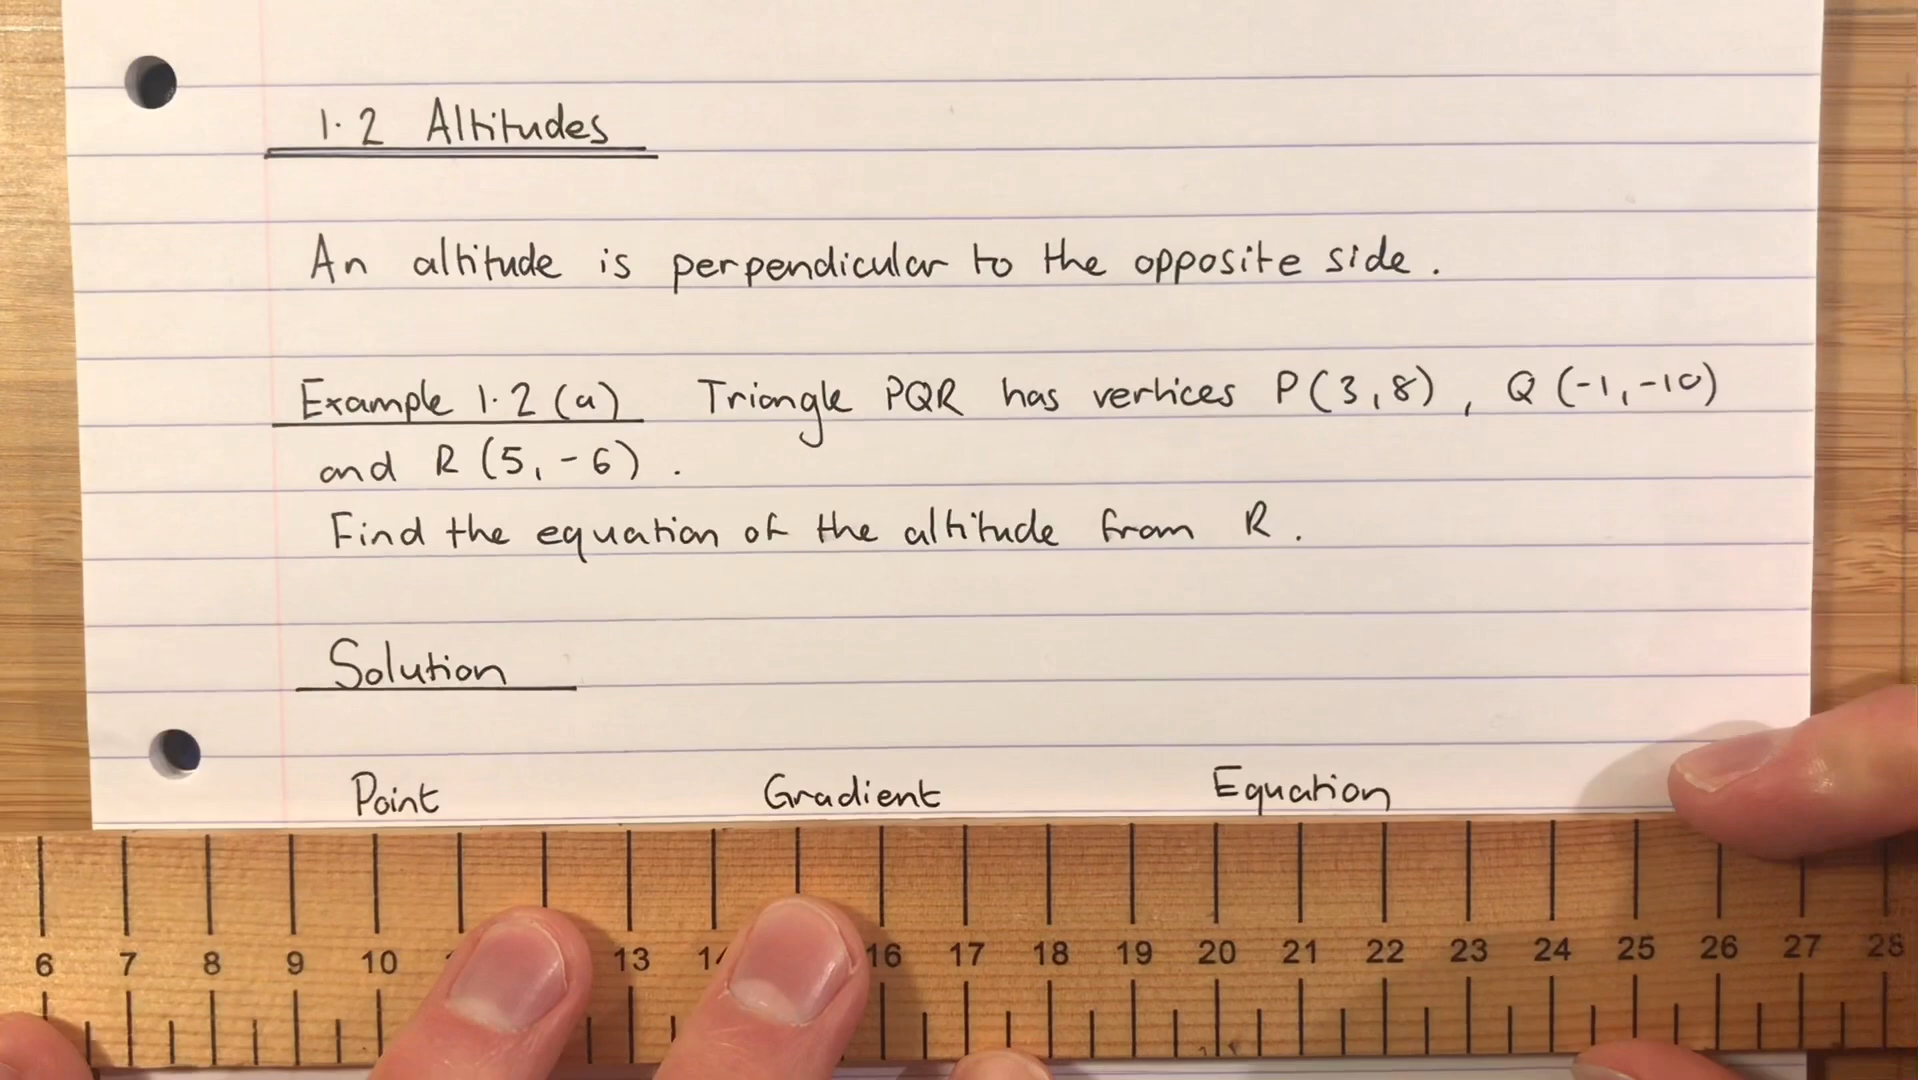 1.2 Altitudes
An altitude is perpendicular to the opposite side.
Example 1.2 (a) Triangle PQR has vertices P(3,8), Q(-1,-10)
and R(5,-6).
Find the equation of the altitude from R.
Solution
Point Gradient Equation
6 7 8 9 10 13 16 17 18 19 20 21 22 23 24 25 26 27 28